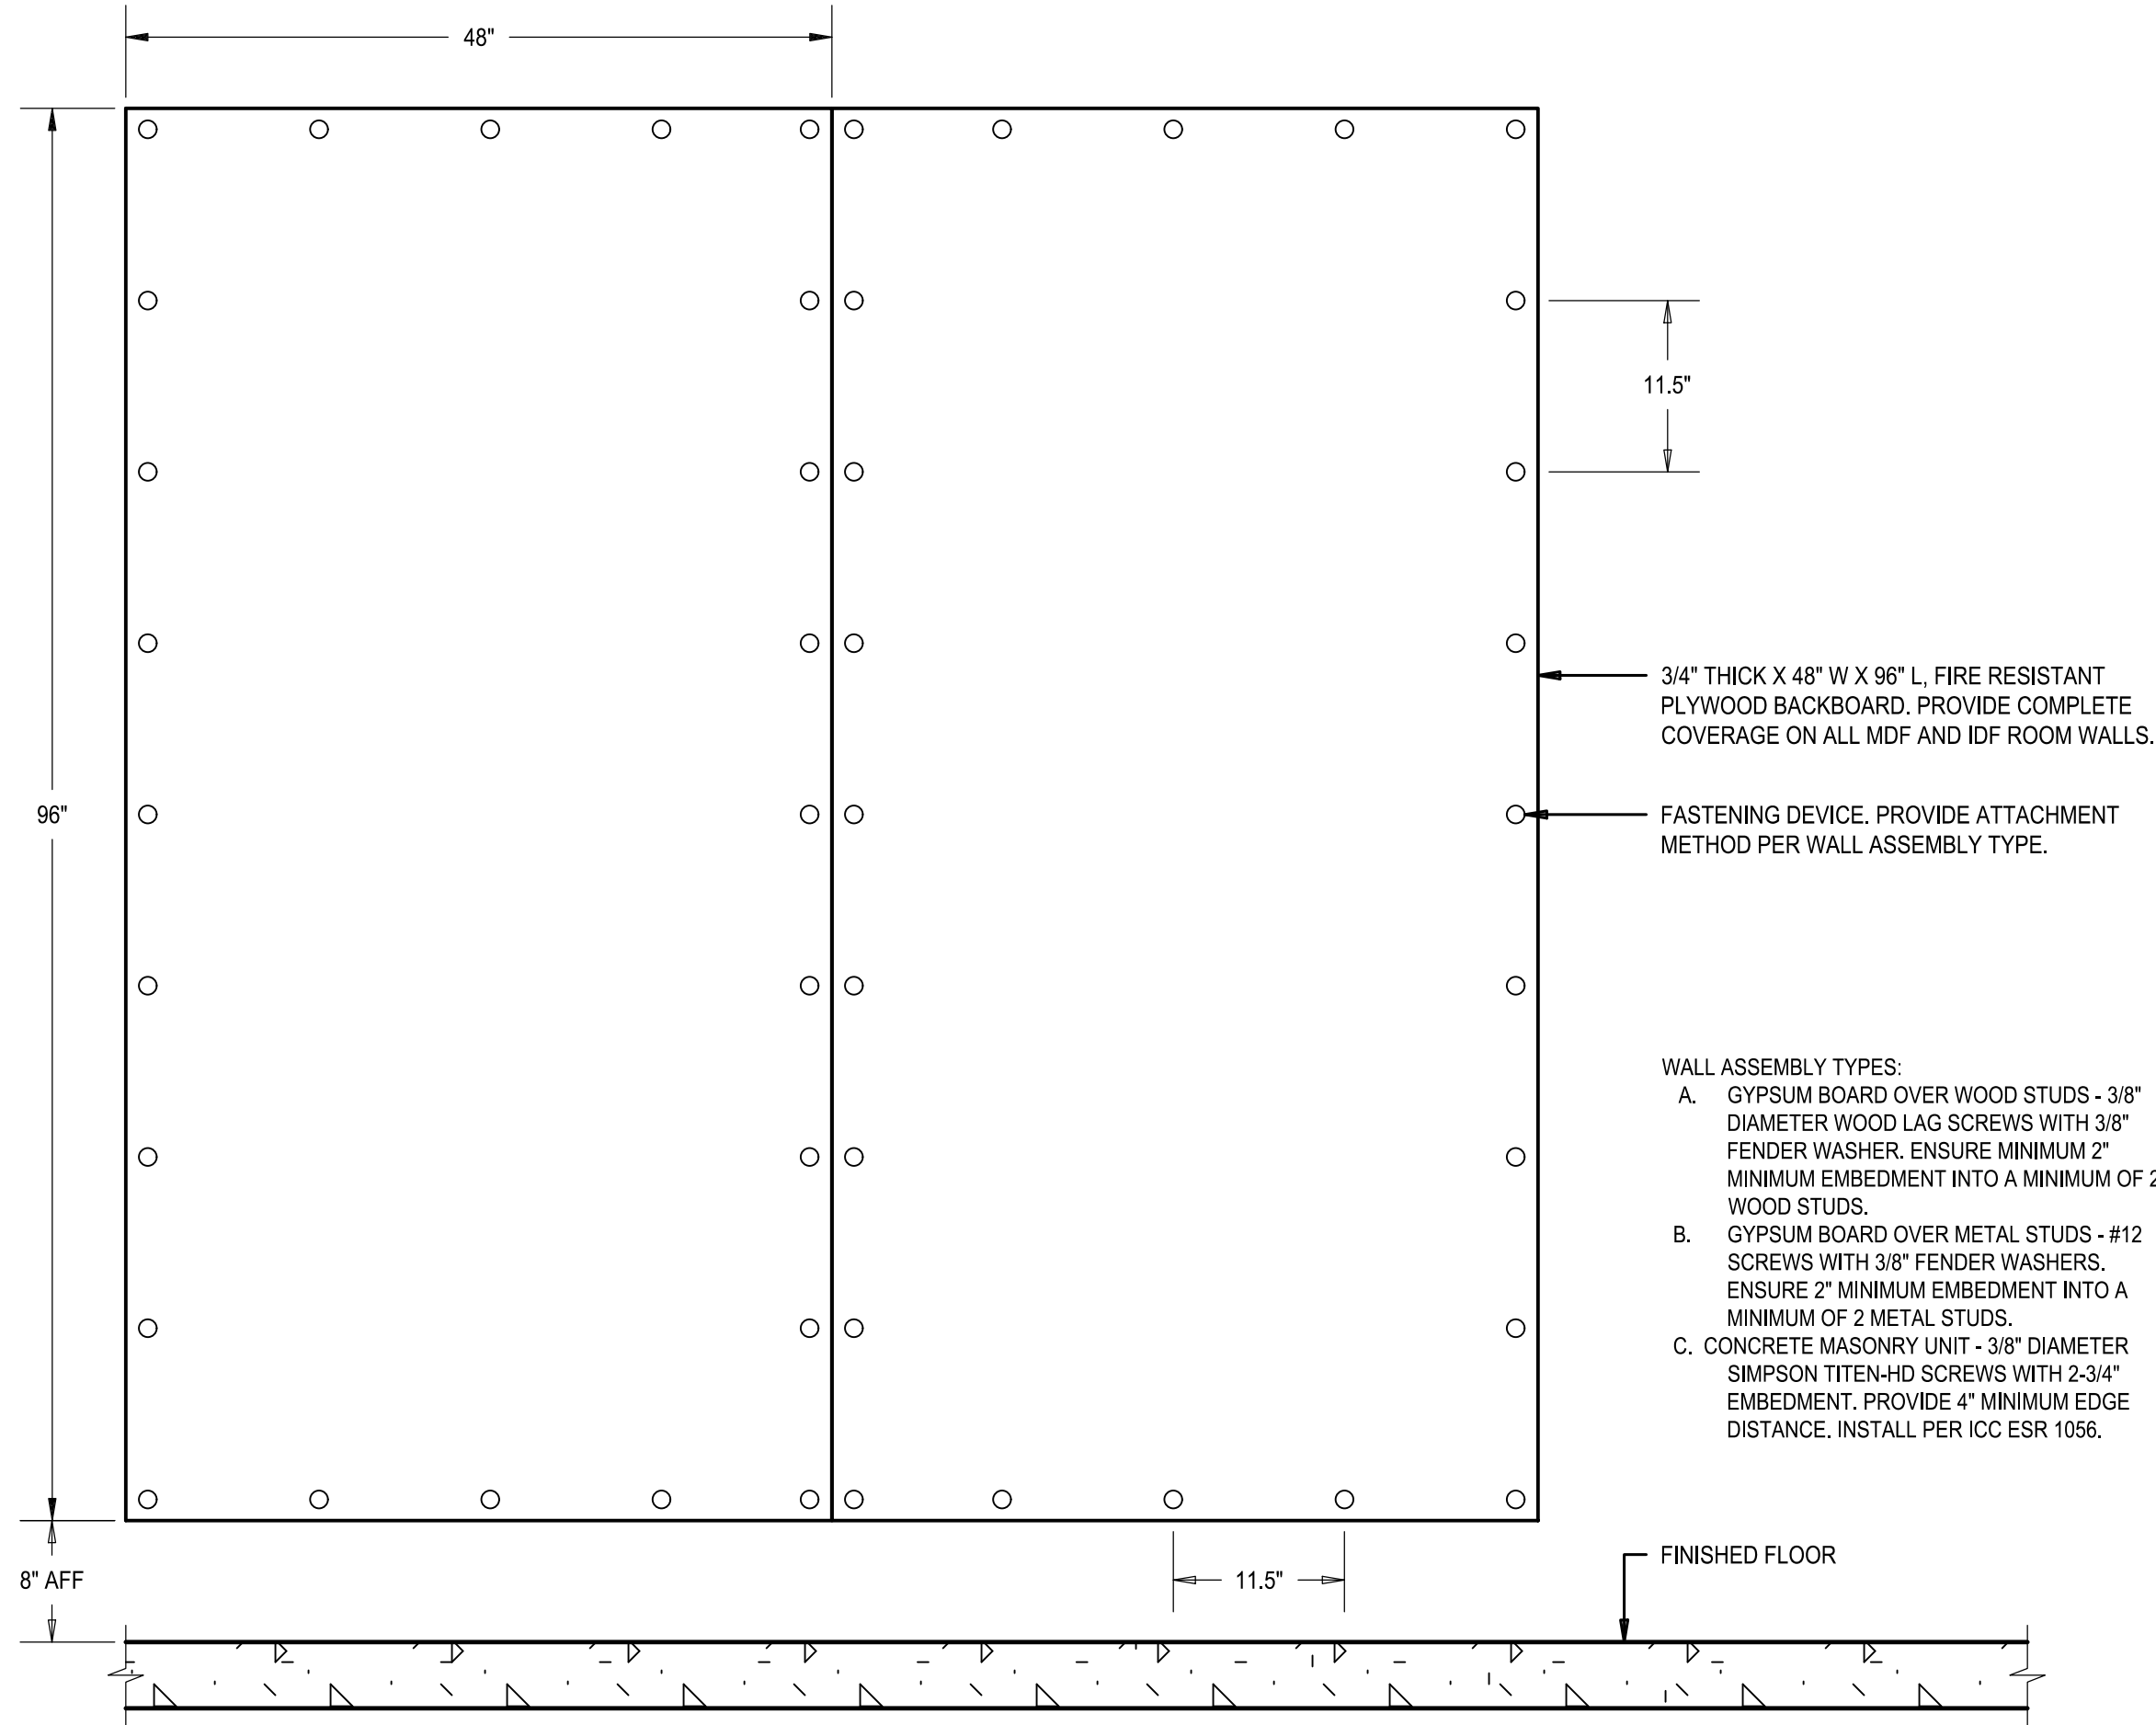 48"
96"
11.5"
3/4" THICK X 48" W X 96" L, FIRE RESISTANT
PLYWOOD BACKBOARD. PROVIDE COMPLETE
COVERAGE ON ALL MDF AND IDF ROOM WALLS.
FASTENING DEVICE. PROVIDE ATTACHMENT
METHOD PER WALL ASSEMBLY TYPE.
WALL ASSEMBLY TYPES:
A. GYPSUM BOARD OVER WOOD STUDS - 3/8"
DIAMETER WOOD LAG SCREWS WITH 3/8"
FENDER WASHER. ENSURE MINIMUM 2"
MINIMUM EMBEDMENT INTO A MINIMUM OF 2
WOOD STUDS.
B. GYPSUM BOARD OVER METAL STUDS - #12
SCREWS WITH 3/8" FENDER WASHERS.
ENSURE 2" MINIMUM EMBEDMENT INTO A
MINIMUM OF 2 METAL STUDS.
C. CONCRETE MASONRY UNIT - 3/8" DIAMETER
SIMPSON TITEN-HD SCREWS WITH 2-3/4"
EMBEDMENT. PROVIDE 4" MINIMUM EDGE
DISTANCE. INSTALL PER ICC ESR 1056.
FINISHED FLOOR
8" AFF
11.5"